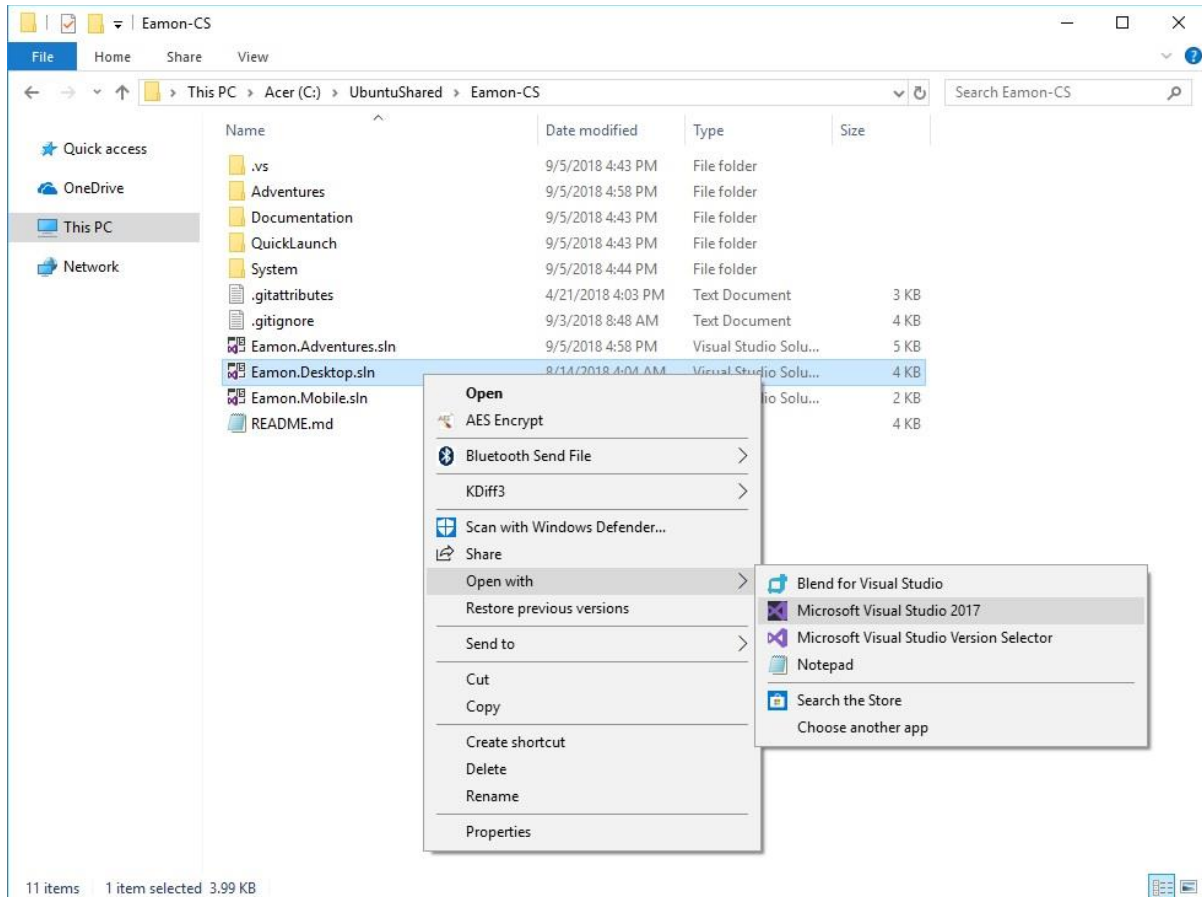 Eamon-CS
File Home Share View
This PC > Acer (C:) > UbuntuShared > Eamon-CS
Search Eamon-CS
Quick access
OneDrive
This PC
Network
Name Date modified Type Size
.vs 9/5/2018 4:43 PM File folder
Adventures 9/5/2018 4:58 PM File folder
Documentation 9/5/2018 4:43 PM File folder
QuickLaunch 9/5/2018 4:43 PM File folder
System 9/5/2018 4:44 PM File folder
.gitattributes 4/21/2018 4:03 PM Text Document 3 KB
.gitignore 9/3/2018 8:48 AM Text Document 4 KB
Eamon.Adventures.sln 9/5/2018 4:58 PM Visual Studio Solu... 5 KB
Eamon.Desktop.sln 8/14/2018 4:04 AM Visual Studio Solu... 4 KB
Eamon.Mobile.sln io Solu... 2 KB
README.md 4 KB
Open
AES Encrypt
Bluetooth Send File
KDiff3
Scan with Windows Defender...
Share
Open with
Restore previous versions
Send to
Cut
Copy
Create shortcut
Delete
Rename
Properties
Blend for Visual Studio
Microsoft Visual Studio 2017
Microsoft Visual Studio Version Selector
Notepad
Search the Store
Choose another app
11 items 1 item selected 3.99 KB